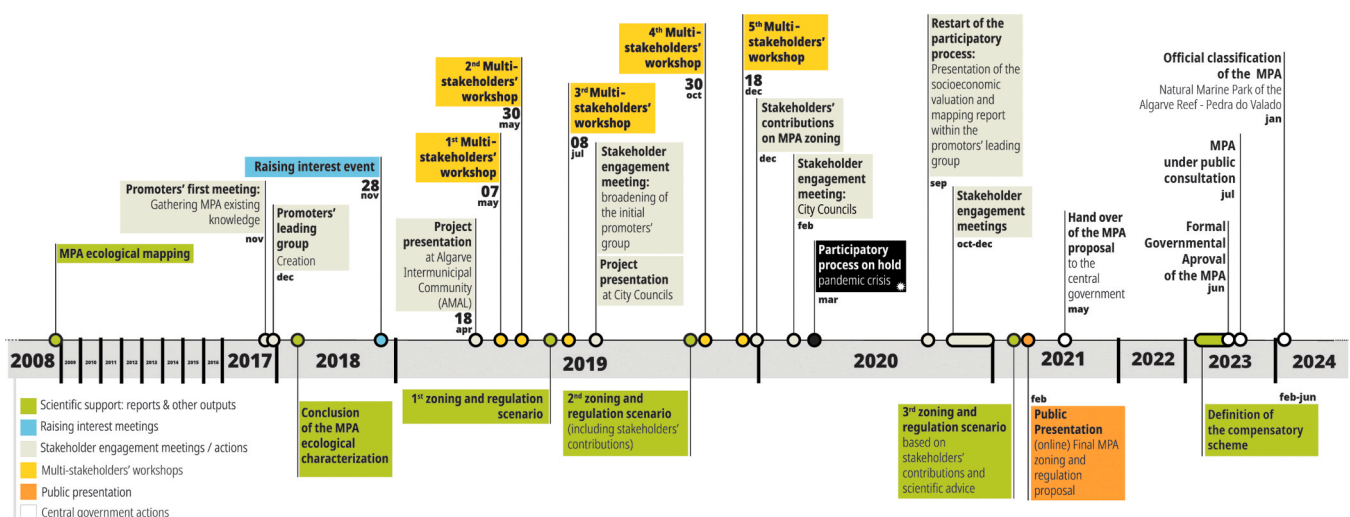 MPA ecological mapping
Promoters' first meeting:
Gathering MPA existing
knowledge
nov
Promoters'
leading
group
Creation
dec
Raising interest event
28
nov
Project
presentation
at Algarve
Intermunicipal
Community
(AMAL)
18
apr
1st Multi-
stakeholders'
workshop
07
may
2nd Multi-
stakeholders'
workshop
30
may
3rd Multi-
stakeholders'
workshop
08
jul
Stakeholder
engagement
meeting:
broadening of
the initial
promoters'
group
Project
presentation
at City Councils
4th Multi-
stakeholders'
workshop
30
oct
5th Multi-
stakeholders'
workshop
18
dec
Stakeholders'
contributions
on MPA zoning
dec
Stakeholder
engagement
meeting:
City Councils
feb
Participatory
process on hold
pandemic crisis
mar
Restart of the
participatory
process:
Presentation of the
socioeconomic
valuation and
mapping report
within the
promotors' leading
group
sep
Stakeholder
engagement
meetings
oct-dec
Hand over
of the MPA
proposal
to the
central
government
may
Official classification
of the MPA
Natural Marine Park of the
Algarve Reef - Pedra do Valado
jan
MPA
under public
consultation
jul
Formal
Governmental
Aproval
of the MPA
jun
2008 2009 2010 2011 2012 2013 2014 2015 2016 2017 2018 2019 2020 2021 2022 2023 2024
Conclusion
of the MPA
ecological
characterization
1st zoning and regulation
scenario
2nd zoning and
regulation scenario
(including stakeholders'
contributions)
3rd zoning and
regulation scenario
based on
stakeholders'
contributions and
scientific advice
feb
Public
Presentation
(online) Final MPA
zoning and
regulation
proposal
feb-jun
Definition of
the compensatory
scheme
Scientific support: reports & other outputs
Raising interest meetings
Stakeholder engagement meetings / actions
Multi-stakeholders' workshops
Public presentation
Central government actions